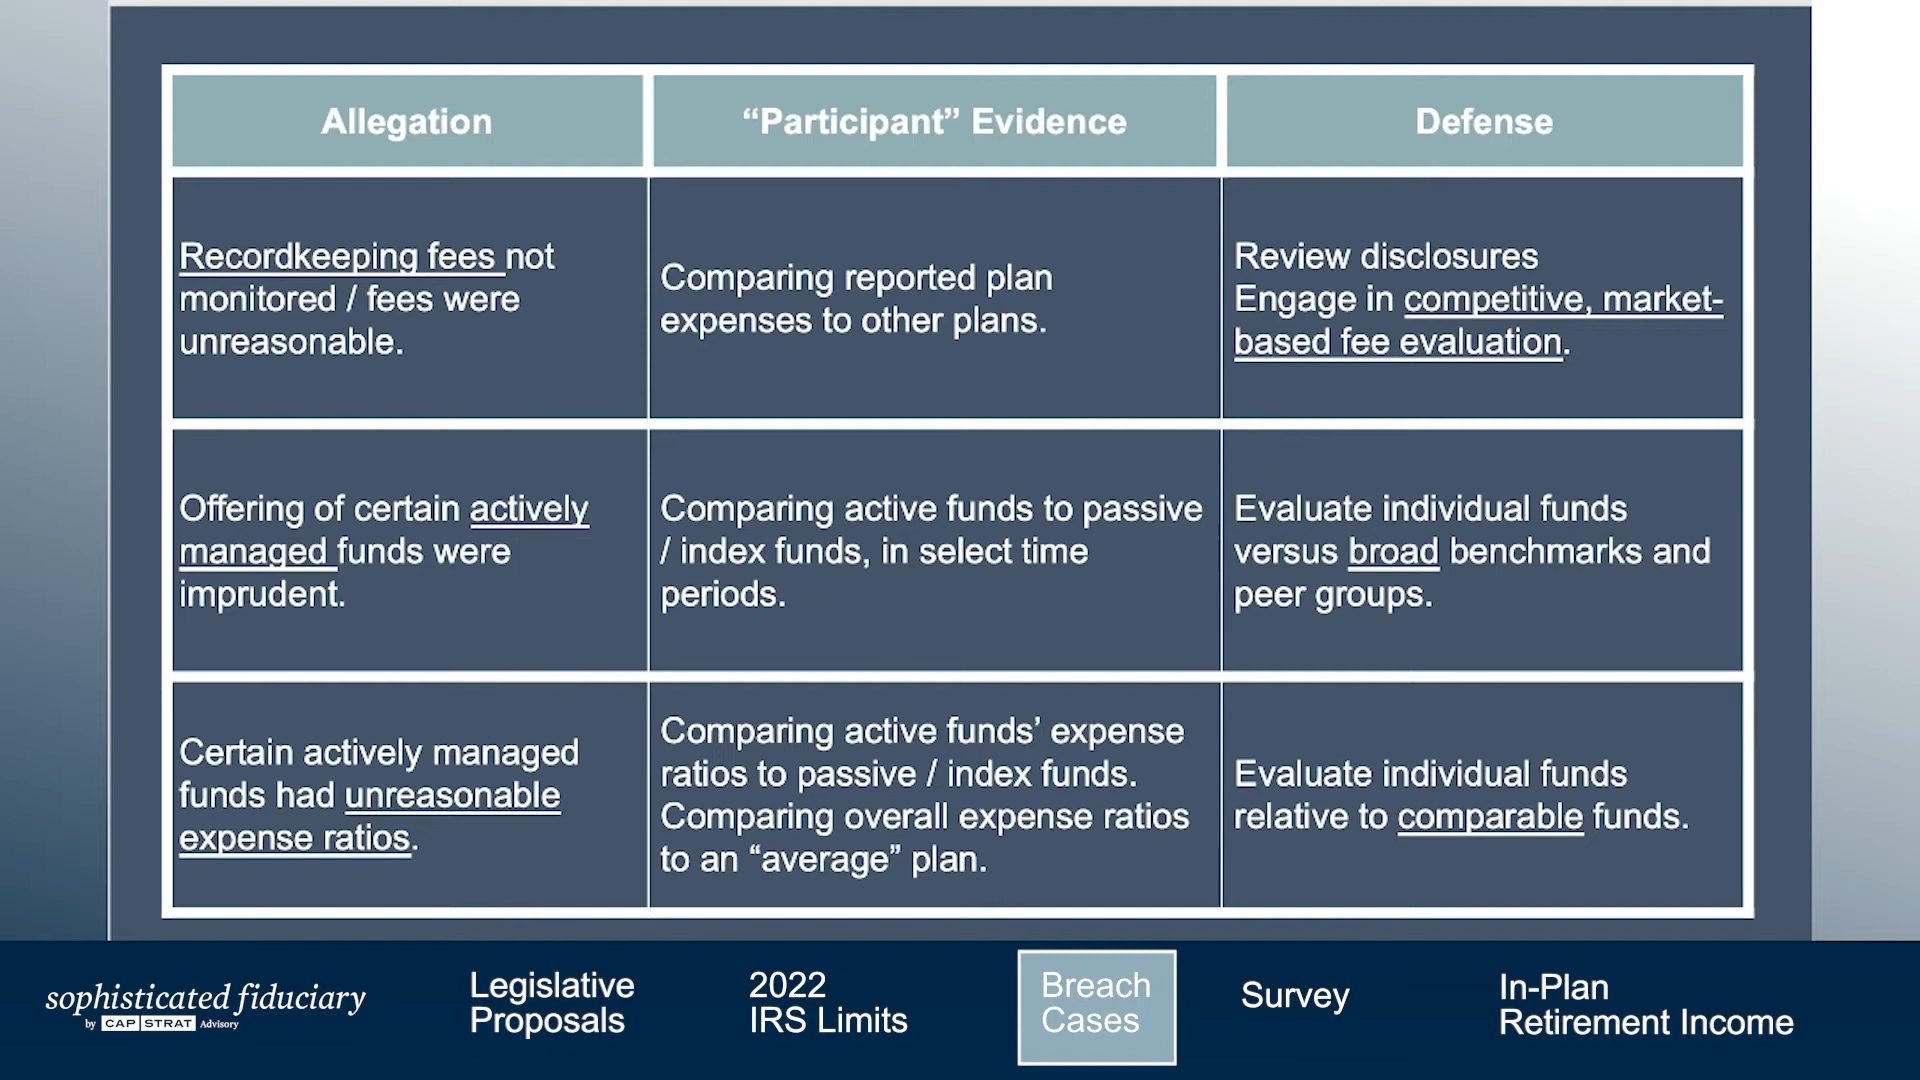 Allegation
“Participant” Evidence
Defense
Recordkeeping fees not
monitored / fees were
unreasonable.
Comparing reported plan
expenses to other plans.
Review disclosures
Engage in competitive, market-
based fee evaluation.
Offering of certain actively
managed funds were
imprudent.
Comparing active funds to passive
/ index funds, in select time
periods.
Evaluate individual funds
versus broad benchmarks and
peer groups.
Certain actively managed
funds had unreasonable
expense ratios.
Comparing active funds’ expense
ratios to passive / index funds.
Comparing overall expense ratios
to an “average” plan.
Evaluate individual funds
relative to comparable funds.
sophisticated fiduciary
by CAP STRAT Advisory
Legislative
Proposals
2022
IRS Limits
Breach
Cases
Survey
In-Plan
Retirement Income